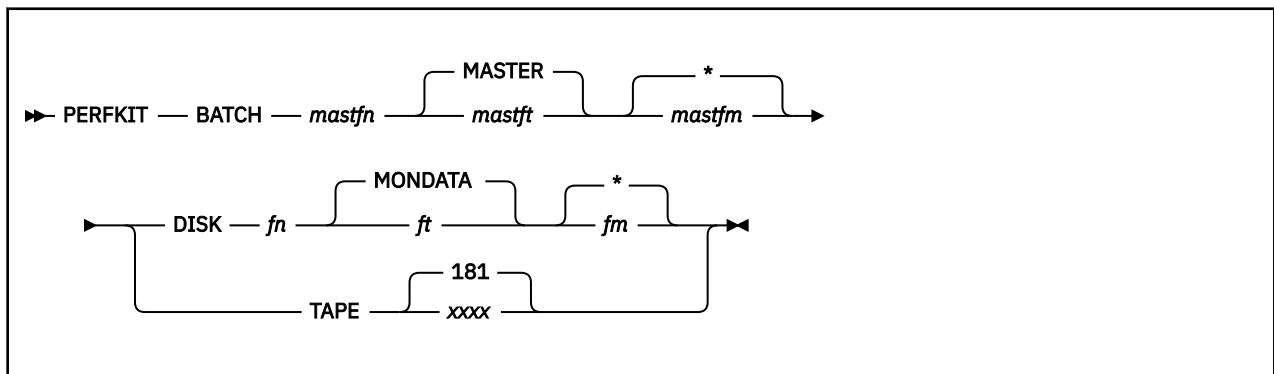 MASTER *
PERFKIT BATCH mastfn mastft mastfm
MONDATA *
DISK fn ft fm
181
TAPE xxxx